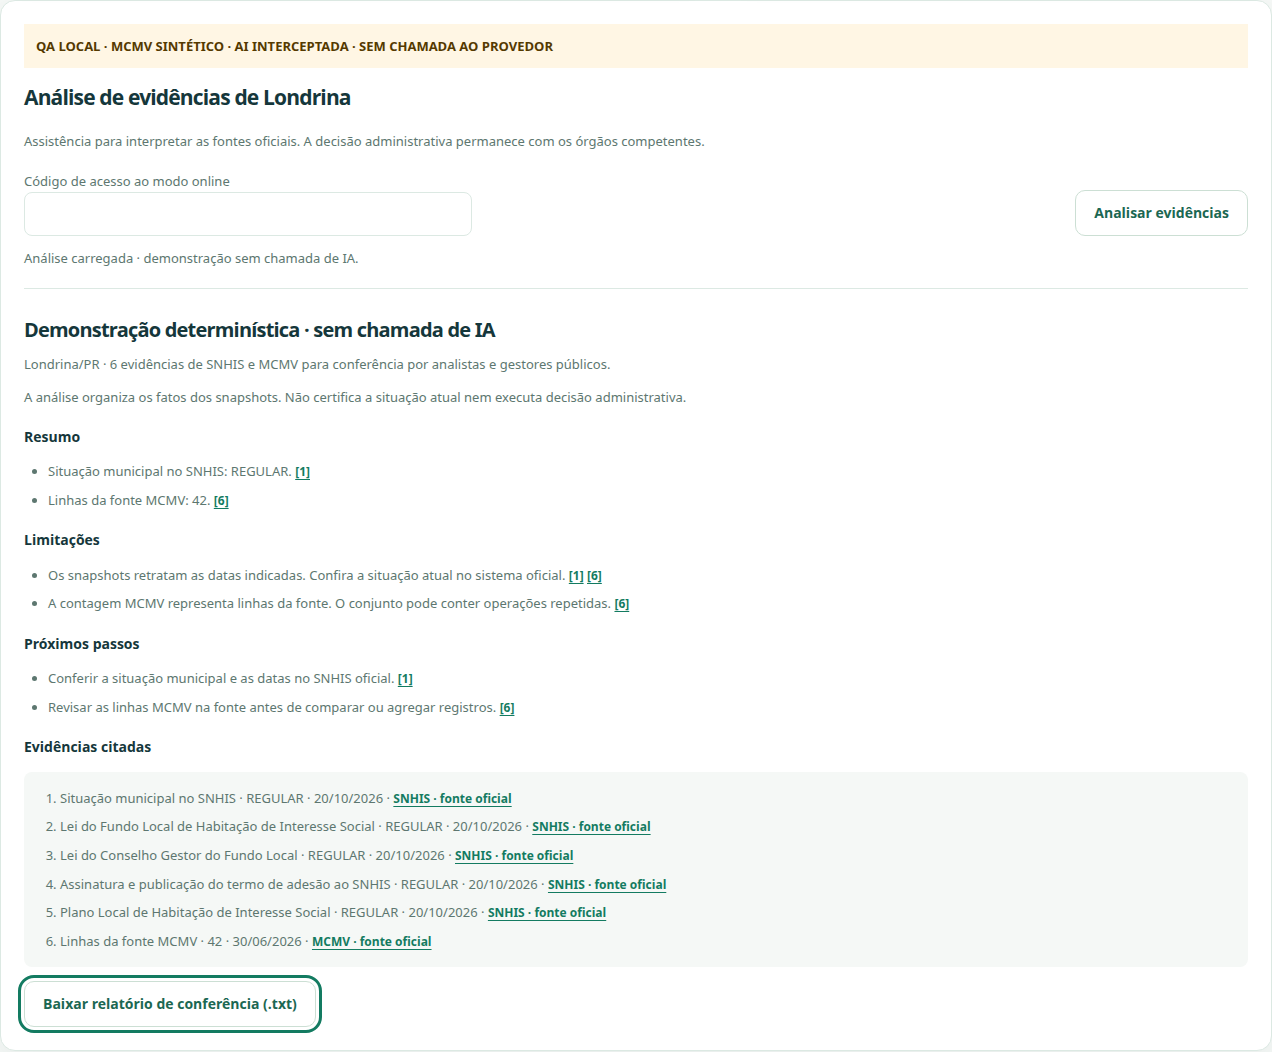 QA LOCAL · MCMV SINTÉTICO · AI INTERCEPTADA · SEM CHAMADA AO PROVEDOR
Análise de evidências de Londrina
Assistência para interpretar as fontes oficiais. A decisão administrativa permanece com os órgãos competentes.
Código de acesso ao modo online
Analisar evidências
Análise carregada · demonstração sem chamada de IA.
Demonstração determinística · sem chamada de IA
Londrina/PR · 6 evidências de SNHIS e MCMV para conferência por analistas e gestores públicos.
A análise organiza os fatos dos snapshots. Não certifica a situação atual nem executa decisão administrativa.
Resumo
• Situação municipal no SNHIS: REGULAR. [1]
• Linhas da fonte MCMV: 42. [6]
Limitações
• Os snapshots retratam as datas indicadas. Confira a situação atual no sistema oficial. [1] [6]
• A contagem MCMV representa linhas da fonte. O conjunto pode conter operações repetidas. [6]
Próximos passos
• Conferir a situação municipal e as datas no SNHIS oficial. [1]
• Revisar as linhas MCMV na fonte antes de comparar ou agregar registros. [6]
Evidências citadas
1. Situação municipal no SNHIS · REGULAR · 20/10/2026 · SNHIS · fonte oficial
2. Lei do Fundo Local de Habitação de Interesse Social · REGULAR · 20/10/2026 · SNHIS · fonte oficial
3. Lei do Conselho Gestor do Fundo Local · REGULAR · 20/10/2026 · SNHIS · fonte oficial
4. Assinatura e publicação do termo de adesão ao SNHIS · REGULAR · 20/10/2026 · SNHIS · fonte oficial
5. Plano Local de Habitação de Interesse Social · REGULAR · 20/10/2026 · SNHIS · fonte oficial
6. Linhas da fonte MCMV · 42 · 30/06/2026 · MCMV · fonte oficial
Baixar relatório de conferência (.txt)